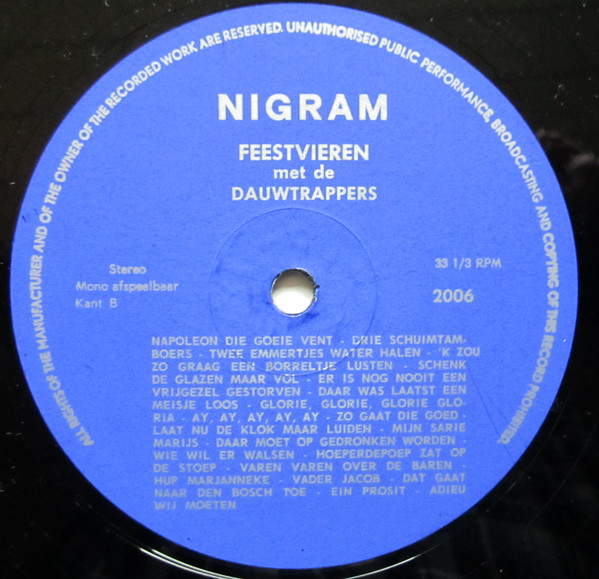 ALL RIGHTS OF THE MANUFACTURER AND OF THE OWNER OF THE RECORDED WORK ARE RESERVED. UNAUTHORISED PUBLIC PERFORMANCE, BROADCASTING AND COPYING OF THIS RECORD PROHIBITED.
NIGRAM
FEESTVIEREN
met de
DAUWTRAPPERS
Stereo
Mono afspeelbaar
Kant B
33 1/3 RPM
2006
NAPOLEON DIE GOEIE VENT - DRIE SCHUIMTAM-
BOERS - TWEE EMMERTJES WATER HALEN - 'K ZOU
ZO GRAAG EEN BORRELTJE LUSTEN - SCHENK
DE GLAZEN MAAR VOL - ER IS NOG NOOIT EEN
VRIJGEZEL GESTORVEN - DAAR WAS LAATST EEN
MEISJE LOOS - GLORIE, GLORIE, GLORIE GLO-
RIA - AY, AY, AY, AY, AY - ZO GAAT DIE GOED -
LAAT NU DE KLOK MAAR LUIDEN - MIJN SARIE
MARIJS - DAAR MOET OP GEDRONKEN WORDEN -
WIE WIL ER WALSEN - HOEPERDEPOEP ZAT OP
DE STOEP - VAREN VAREN OVER DE BAREN -
HUP MARJANNEKE - VADER JACOB - DAT GAAT
NAAR DEN BOSCH TOE - EIN PROSIT - ADIEU
WIJ MOETEN